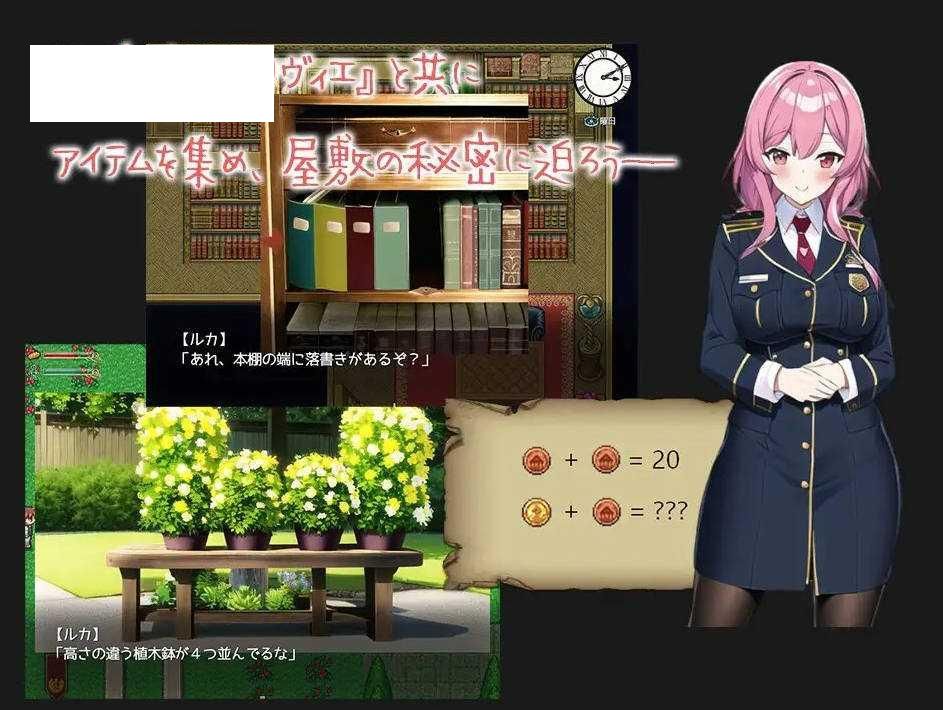 ヴィエ』と共に
アイテムを集め、屋敷の秘密に迫ろう──
曜日
【ルカ】
「あれ、本棚の端に落書きがあるぞ？」
+ = 20
+ = ???
【ルカ】
「高さの違う植木鉢が４つ並んでるな」